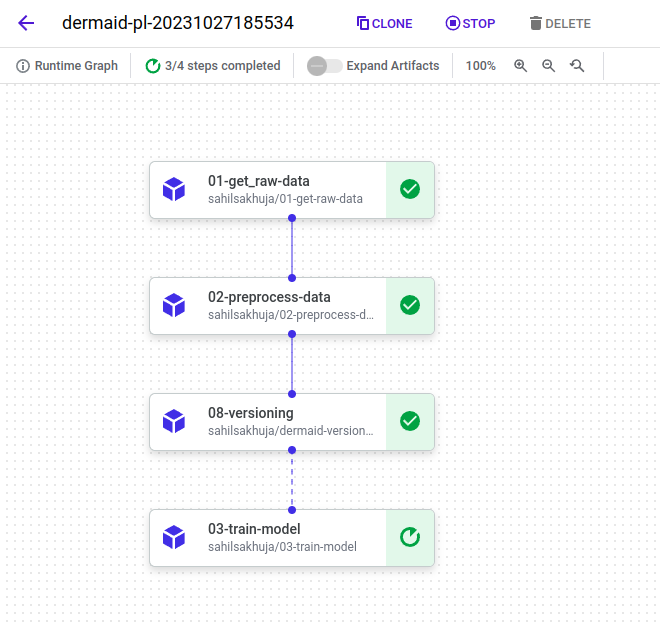 dermaid-pl-20231027185534
CLONE
STOP
DELETE
Runtime Graph
3/4 steps completed
Expand Artifacts
100%
01-get_raw-data
sahilsakhuja/01-get-raw-data
02-preprocess-data
sahilsakhuja/02-preprocess-d...
08-versioning
sahilsakhuja/dermaid-version...
03-train-model
sahilsakhuja/03-train-model